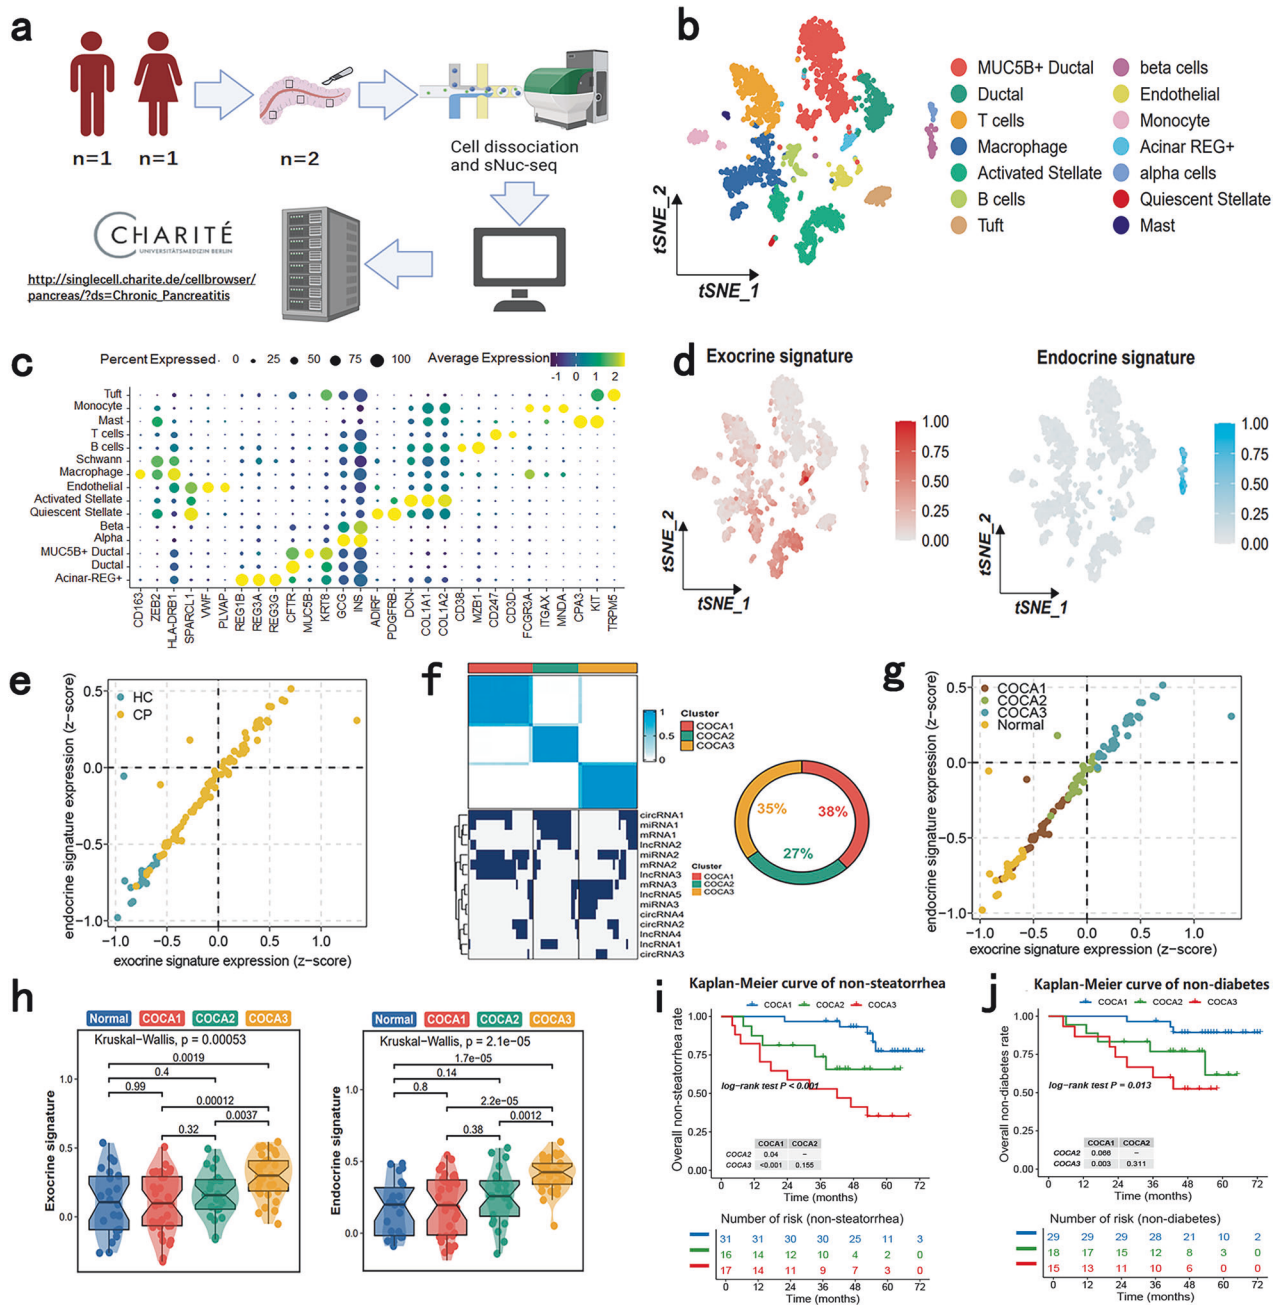 a
n=1
n=1
n=2
Cell dissociation
and sNuc-seq
CHARITÉ
UNIVERSITÄTSMEDIZIN BERLIN
http://singlecell.charite.de/cellbrowser/
pancreas/?ds=Chronic_Pancreatitis
b
MUC5B+ Ductal
Ductal
T cells
Macrophage
Activated Stellate
B cells
Tuft
beta cells
Endothelial
Monocyte
Acinar REG+
alpha cells
Quiescent Stellate
Mast
tSNE_2
tSNE_1
c
Percent Expressed 0 25 50 75 100
Average Expression
-1 0 1 2
Tuft
Monocyte
Mast
T cells
B cells
Schwann
Macrophage
Endothelial
Activated Stellate
Quiescent Stellate
Beta
Alpha
MUC5B+ Ductal
Ductal
Acinar-REG+
CD163
ZEB2
HLA-DRB1
SPARCL1
VWF
PLVAP
REG1B
REG3A
REG3G
CFTR
MUC5B
KRT8
GCG
INS
ADIRF
PDGFRB
DCN
COL1A1
COL1A2
CD38
MZB1
CD247
CD3D
FCGR3A
ITGAX
MNDA
CPA3
KIT
TRPM5
d
Exocrine signature
1.00
0.75
0.50
0.25
0.00
tSNE_2
tSNE_1
Endocrine signature
1.00
0.75
0.50
0.25
0.00
tSNE_2
tSNE_1
e
HC
CP
endocrine signature expression (z−score)
0.5
0.0
−0.5
−1.0
−1.0 −0.5 0.0 0.5 1.0
exocrine signature expression (z−score)
f
1
0.5
0
Cluster
COCA1
COCA2
COCA3
circRNA1
miRNA1
mRNA1
lncRNA2
miRNA2
mRNA2
lncRNA3
mRNA3
lncRNA5
miRNA3
circRNA4
circRNA2
lncRNA4
lncRNA1
circRNA3
35%
38%
27%
Cluster
COCA1
COCA2
COCA3
g
COCA1
COCA2
COCA3
Normal
endocrine signature expression (z−score)
0.5
0.0
−0.5
−1.0
−1.0 −0.5 0.0 0.5 1.0
exocrine signature expression (z−score)
h
Normal COCA1 COCA2 COCA3
Kruskal−Wallis, p = 0.00053
0.0019
0.4
0.99
0.00012
0.0037
0.32
Exocrine signature
1.0
0.5
0.0
Normal COCA1 COCA2 COCA3
Kruskal−Wallis, p = 2.1e−05
1.7e−05
0.14
0.8
2.2e−05
0.0012
0.38
Endocrine signature
1.0
0.5
0.0
i
Kaplan-Meier curve of non-steatorrhea
COCA1 COCA2 COCA3
Overall non-steatorrhea rate
1.00
0.75
0.50
0.25
0.00
log−rank test P < 0.001
COCA1 COCA2
COCA2 0.04 −
COCA3 <0.001 0.155
0 12 24 36 48 60 72
Time (months)
Number of risk (non-steatorrhea)
31 31 30 30 25 11 3
16 14 12 10 4 2 0
17 14 11 9 7 3 0
0 12 24 36 48 60 72
Time (months)
j
Kaplan-Meier curve of non-diabetes
COCA1 COCA2 COCA3
Overall non-diabetes rate
1.00
0.75
0.50
0.25
0.00
log−rank test P = 0.013
COCA1 COCA2
COCA2 0.066 −
COCA3 0.003 0.311
0 12 24 36 48 60 72
Time (months)
Number of risk (non-diabetes)
29 29 29 28 21 10 2
18 17 15 12 8 3 0
15 13 11 10 6 0 0
0 12 24 36 48 60 72
Time (months)